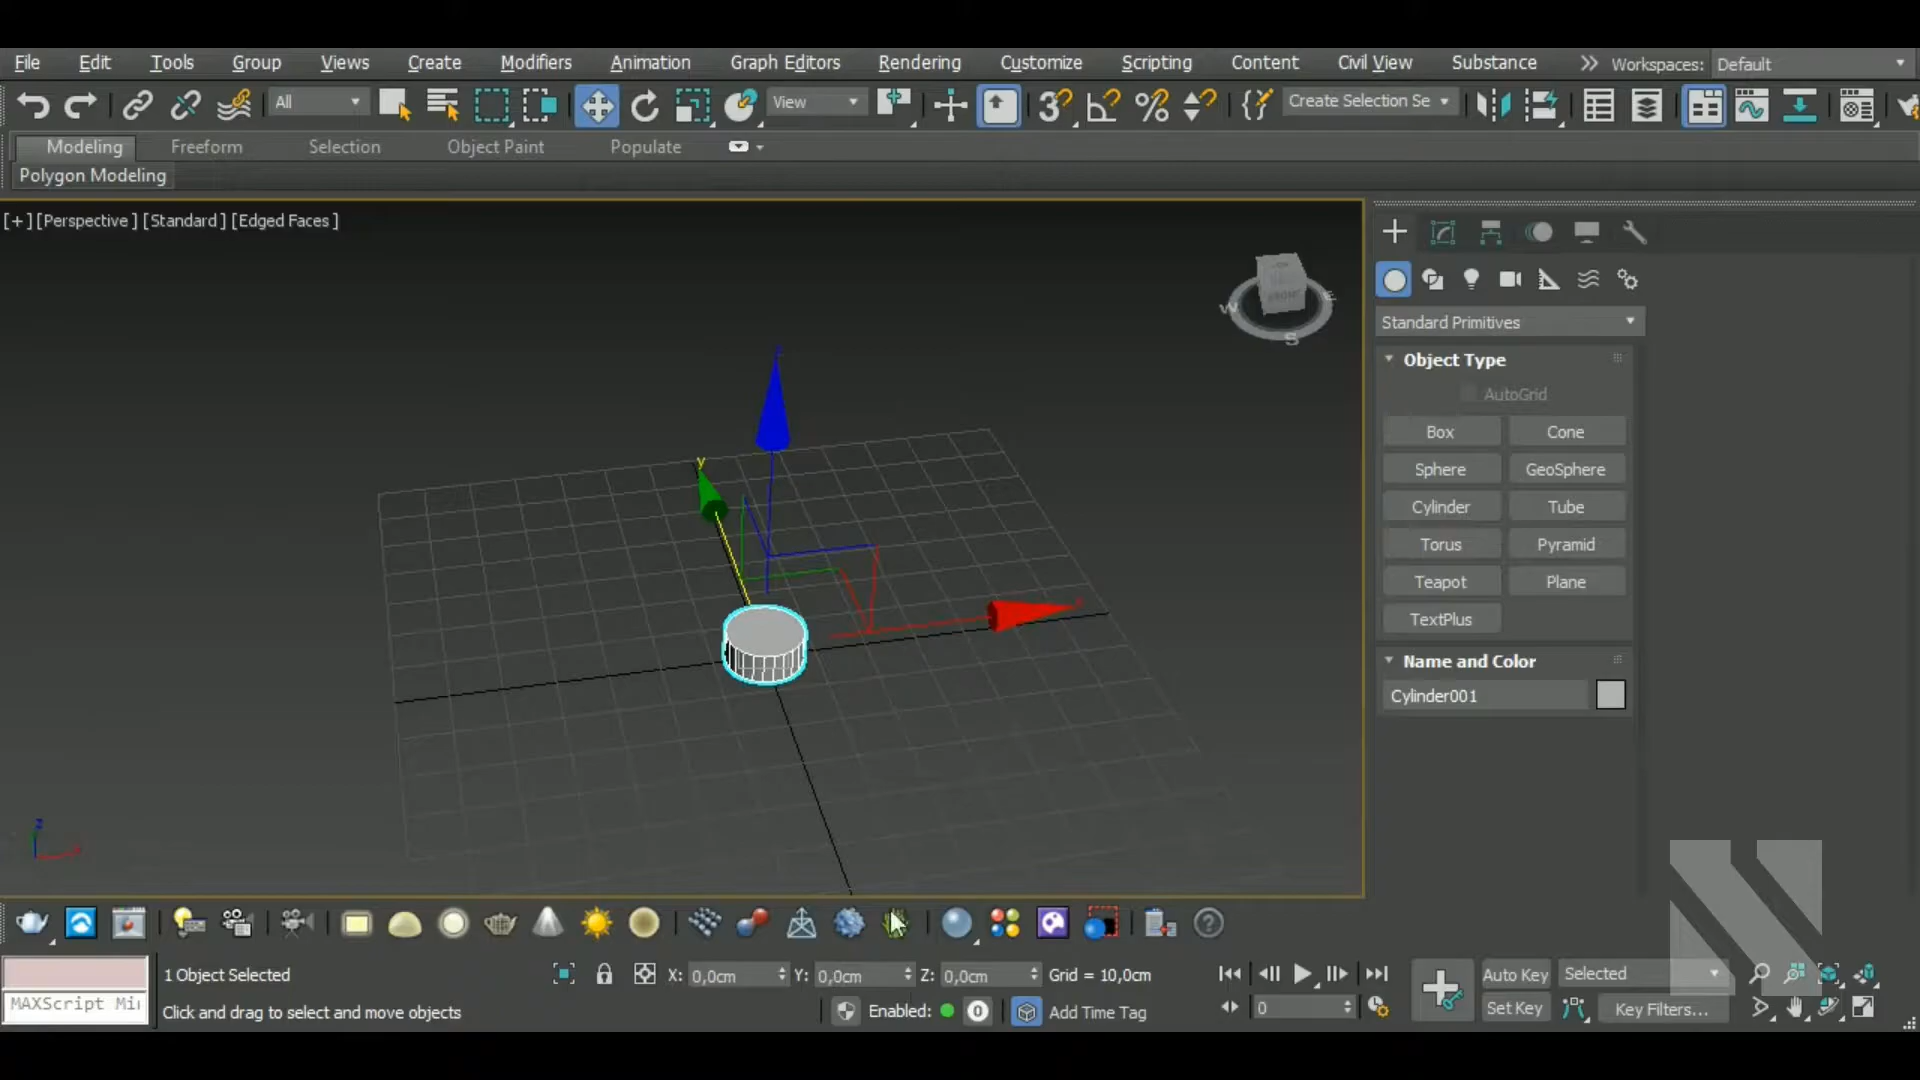 File Edit Tools Group Views Create Modifiers Animation Graph Editors Rendering Customize Scripting Content Civil View Substance Workspaces: Default
All View 3 Create Selection Se
Modeling Freeform Selection Object Paint Populate
Polygon Modeling
[+] [Perspective] [Standard] [Edged Faces]
FRONT
W
E
S
Standard Primitives
Object Type
AutoGrid
Box Cone
Sphere GeoSphere
Cylinder Tube
Torus Pyramid
Teapot Plane
TextPlus
Name and Color
Cylinder001
y
z
1 Object Selected X: 0,0cm Y: 0,0cm Z: 0,0cm Grid = 10,0cm Auto Key Selected
MAXScript Mi Click and drag to select and move objects Enabled: 0 Add Time Tag 0 Set Key Key Filters...